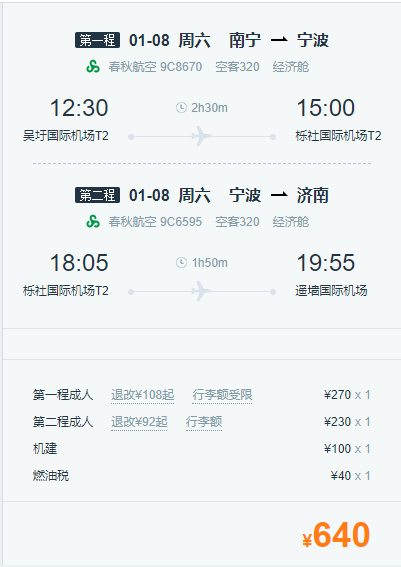 第一程 01-08 周六 南宁 宁波
春秋航空 9C8670 空客320 经济舱
12:30 2h30m 15:00
吴圩国际机场T2 栎社国际机场T2
第二程 01-08 周六 宁波 济南
春秋航空 9C6595 空客320 经济舱
18:05 1h50m 19:55
栎社国际机场T2 遥墙国际机场
第一程成人 退改¥108起 行李额受限 ¥270 x 1
第二程成人 退改¥92起 行李额 ¥230 x 1
机建 ¥100 x 1
燃油税 ¥40 x 1
¥640